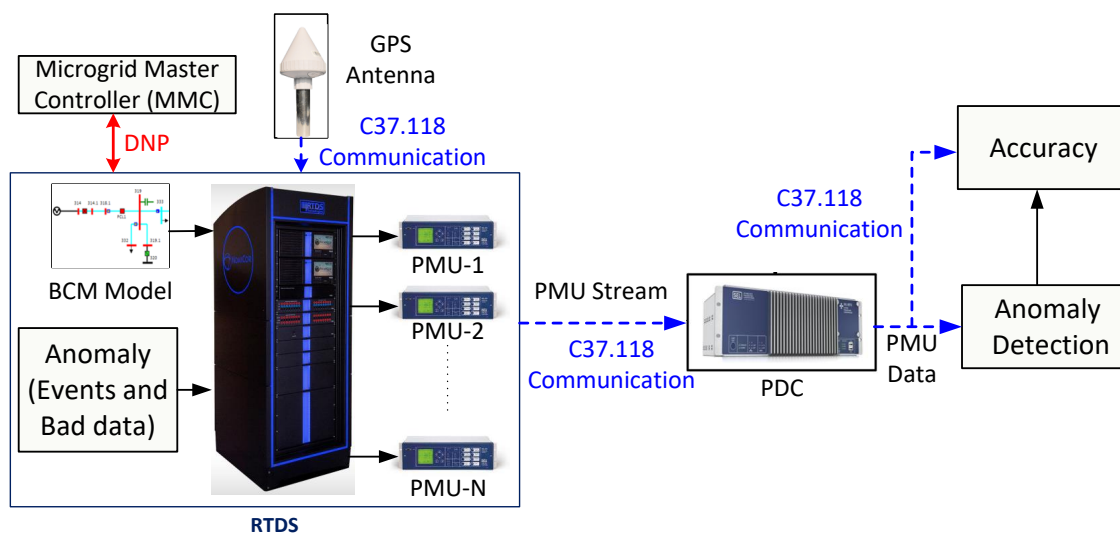 Microgrid Master
Controller (MMC)
DNP
GPS
Antenna
C37.118
Communication
BCM Model
Anomaly
(Events and
Bad data)
RTDS
PMU-1
PMU-2
PMU-N
RTDS
PMU Stream
C37.118
Communication
PDC
C37.118
Communication
PMU
Data
Accuracy
Anomaly
Detection